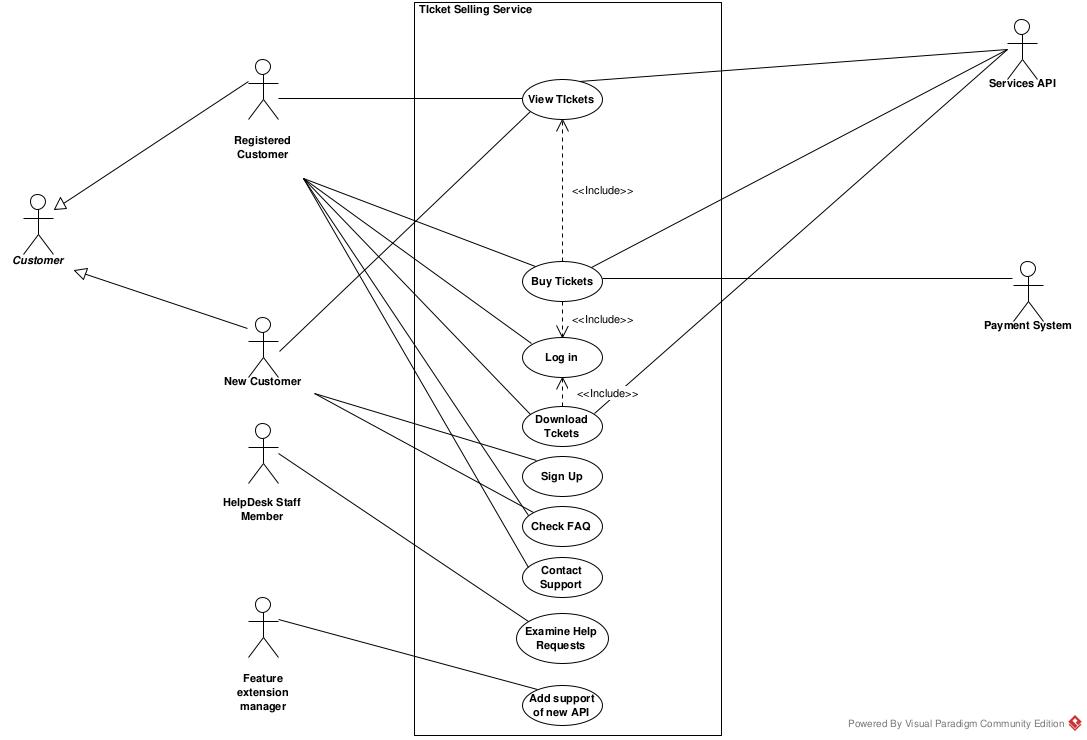 TIcket Selling Service
Services API
View TIckets
Registered
Customer
<<Include>>
Customer
Buy Tickets
Payment System
<<Include>>
Log in
New Customer
<<Include>>
Download
Tckets
Sign Up
HelpDesk Staff
Member
Check FAQ
Contact
Support
Examine Help
Requests
Feature
extension
manager
Add support
of new API
Powered By Visual Paradigm Community Edition